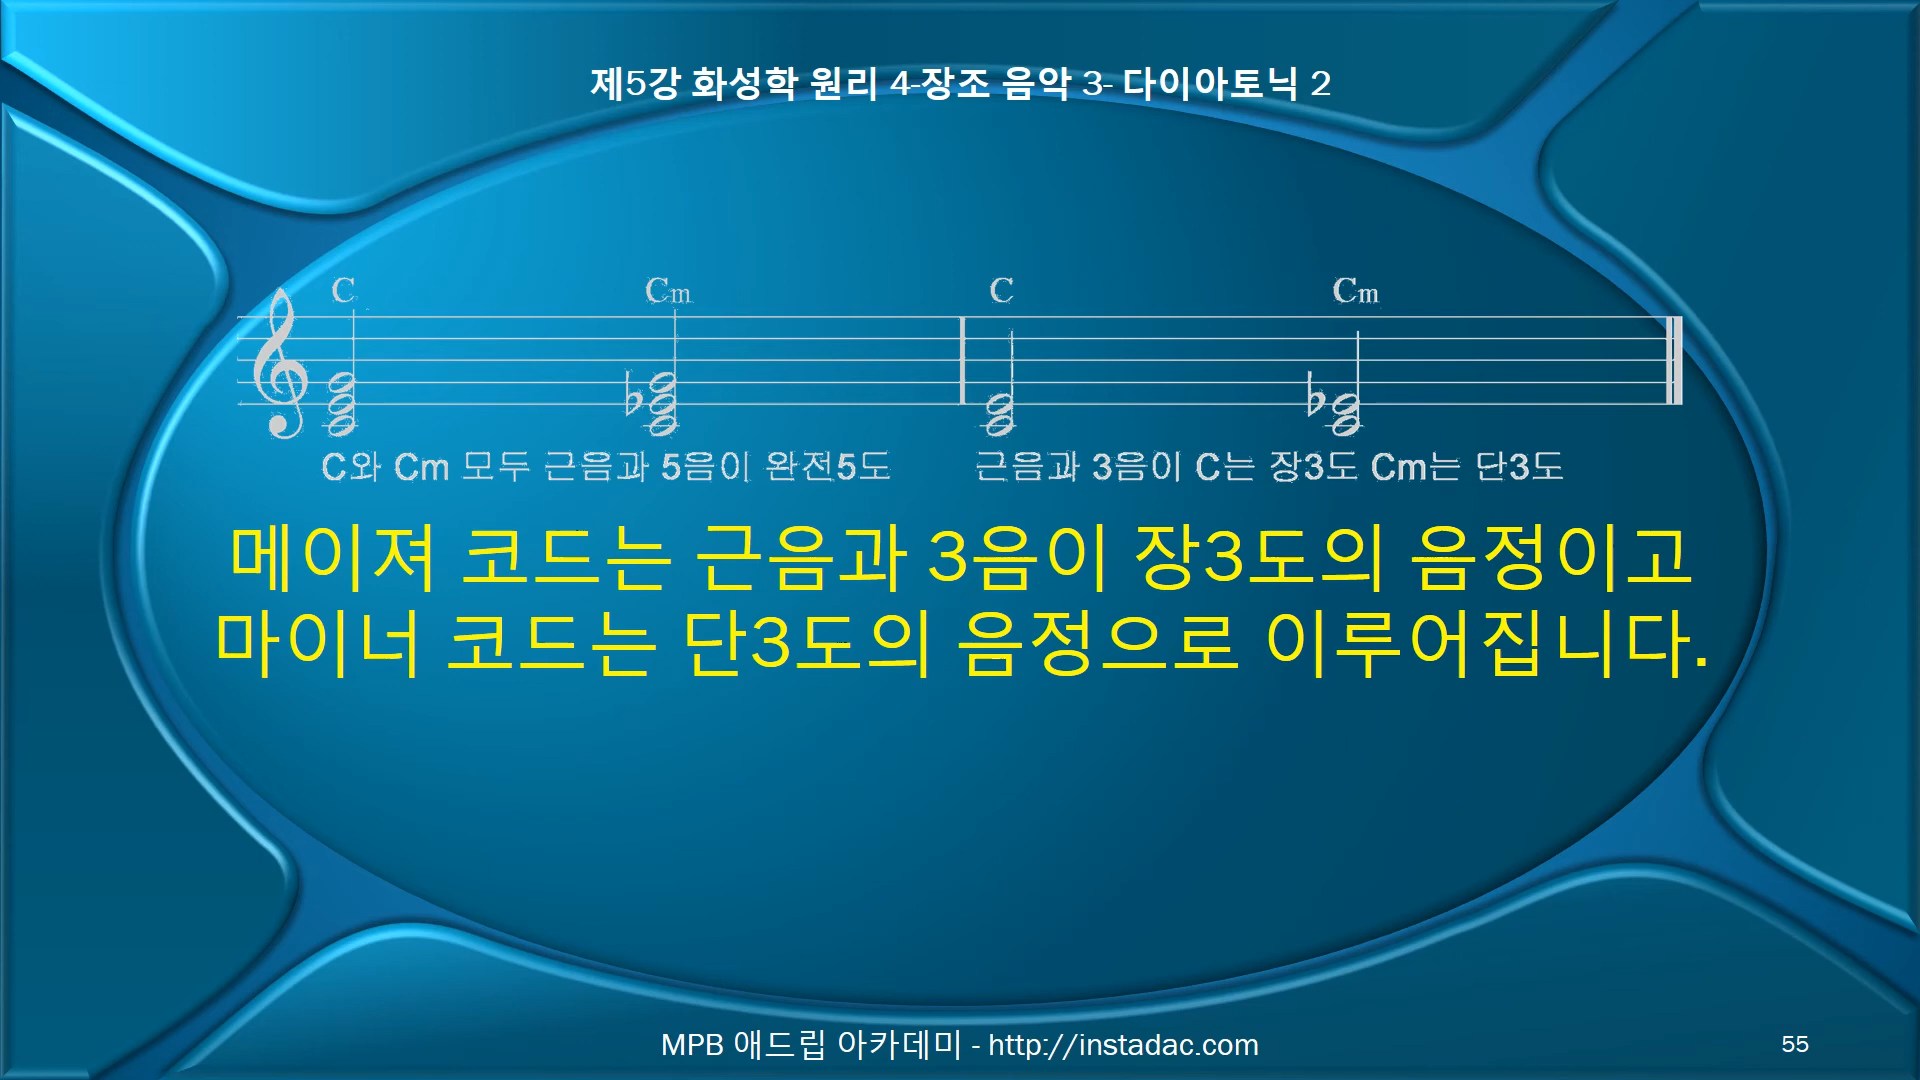 제5강 화성학 원리 4-장조 음악 3- 다이아토닉 2
C Cm C Cm
C와 Cm 모두 근음과 5음이 완전5도 근음과 3음이 C는 장3도 Cm는 단3도
메이져 코드는 근음과 3음이 장3도의 음정이고
마이너 코드는 단3도의 음정으로 이루어집니다.
MPB 애드립 아카데미 - http://instadac.com 55